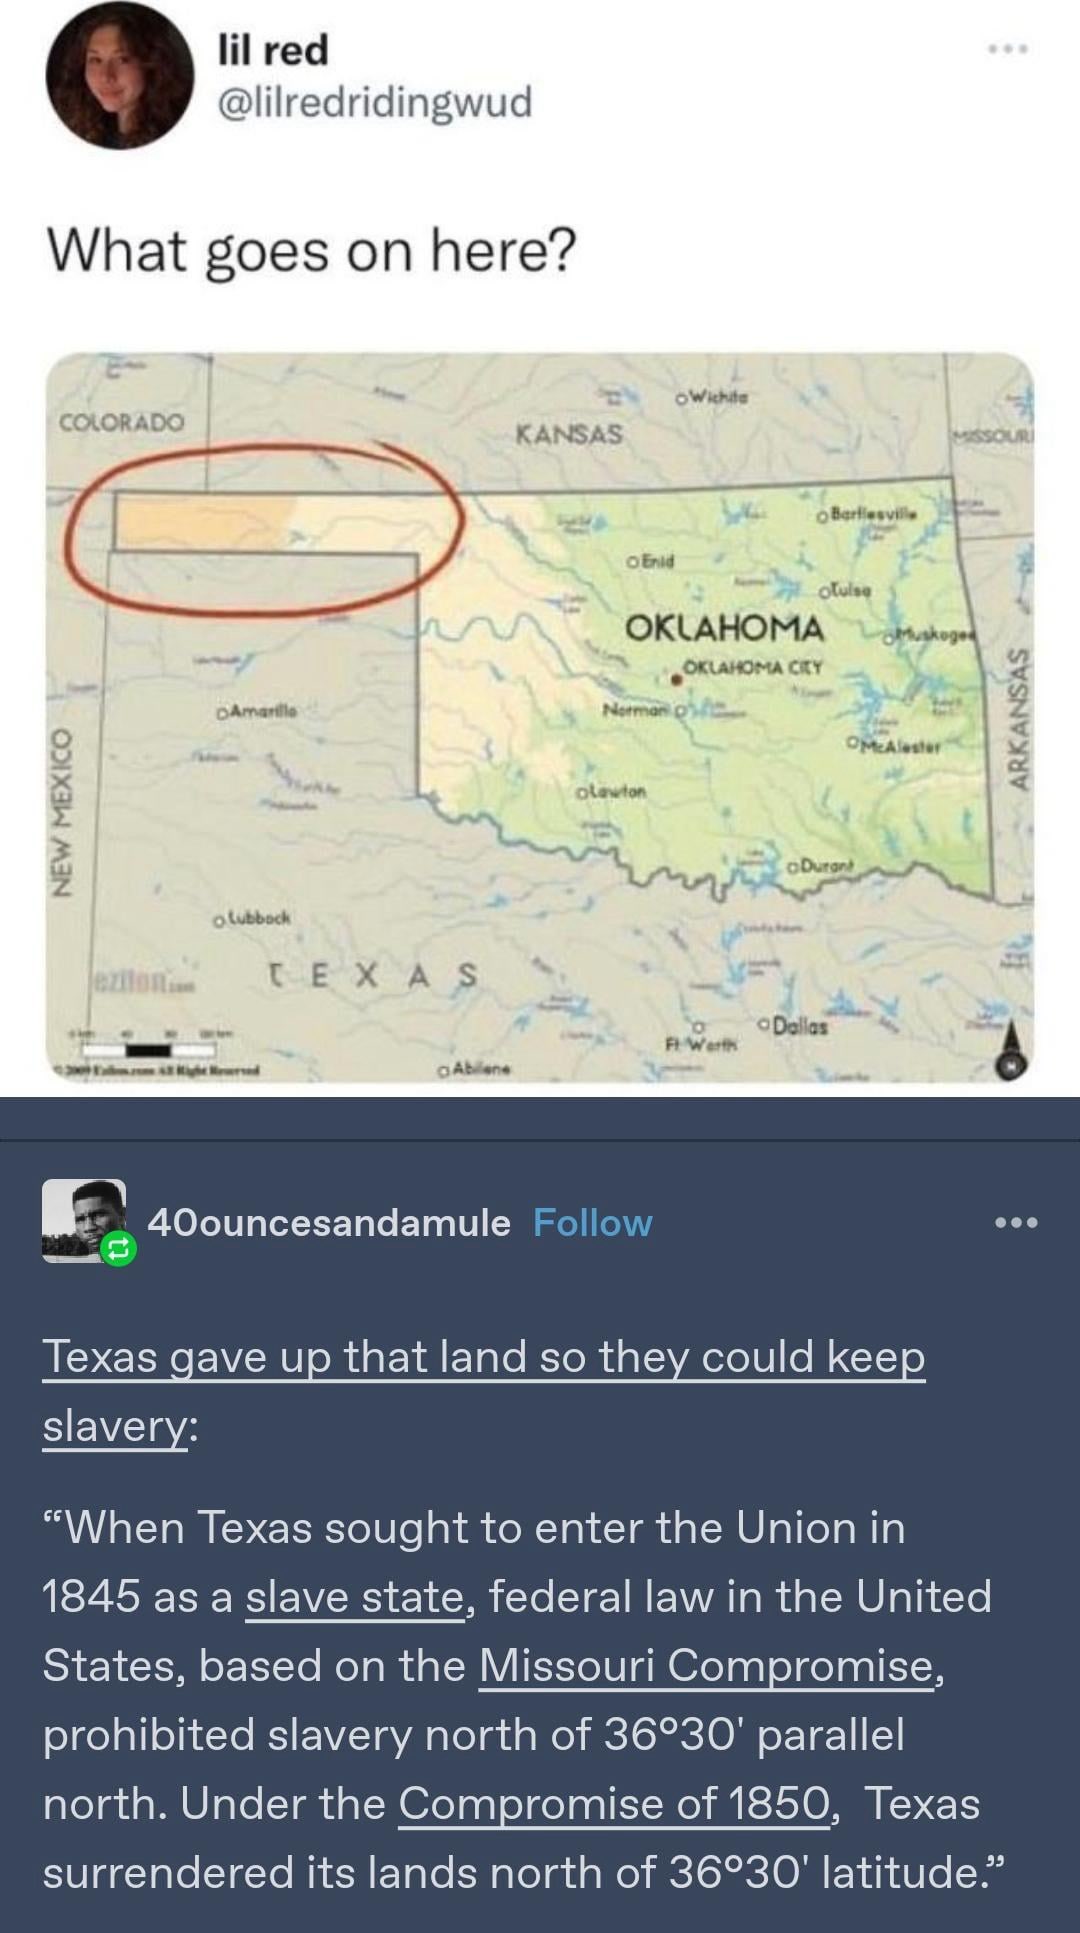 lil red
@lilredridingwud
What goes on here?
COLORADO
KANSAS
Wichita
MISSOURI
Bartlesville
Enid
Tulsa
OKLAHOMA
Muskogee
OKLAHOMA CITY
Amarillo
Norman
McAlester
ARKANSAS
NEW MEXICO
Lawton
Durant
Lubbock
TEXAS
Dallas
Ft Worth
Abilene
40ouncesandamule Follow
Texas gave up that land so they could keep
slavery:
“When Texas sought to enter the Union in
1845 as a slave state, federal law in the United
States, based on the Missouri Compromise,
prohibited slavery north of 36°30' parallel
north. Under the Compromise of 1850,  Texas
surrendered its lands north of 36°30' latitude.”